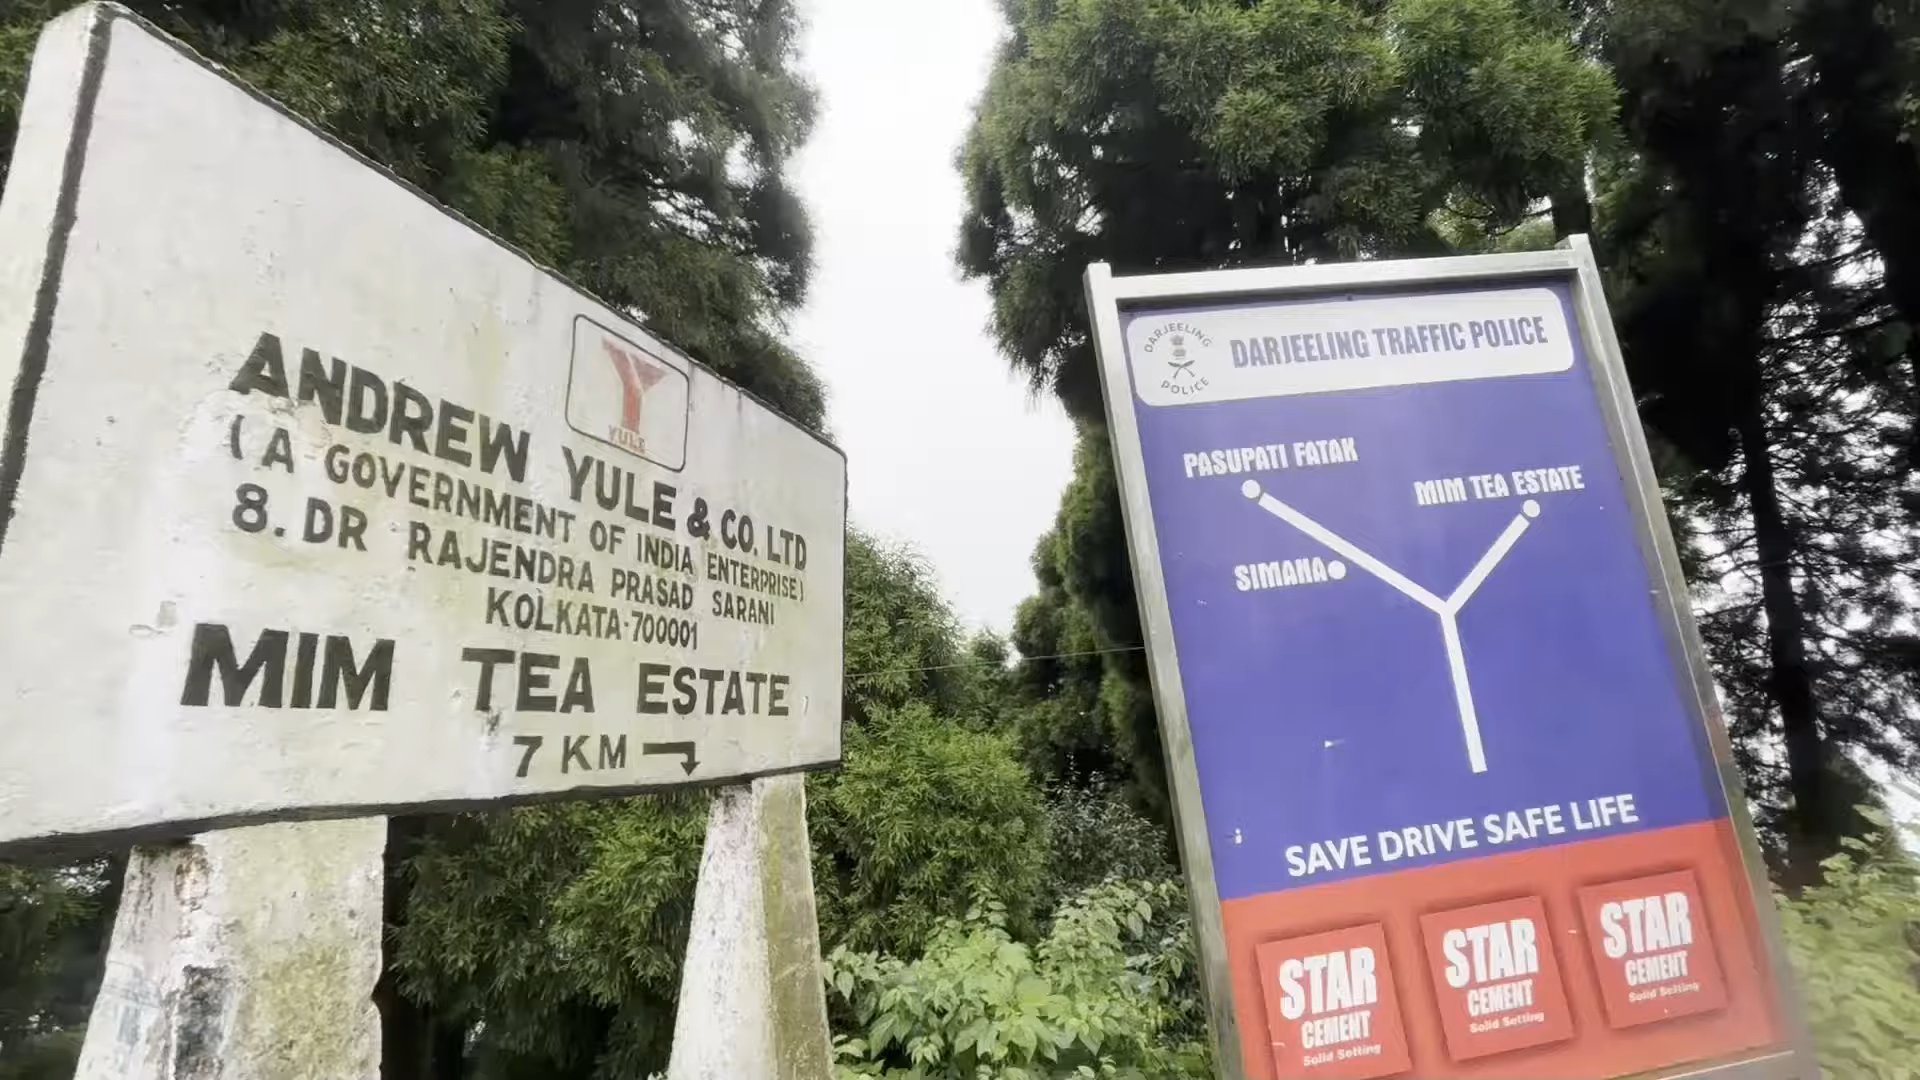 YULE
ANDREW YULE & CO. LTD
(A GOVERNMENT OF INDIA ENTERPRISE)
8. DR RAJENDRA PRASAD SARANI
KOLKATA-700001
MIM TEA ESTATE
7 KM
DARJEELING POLICE
DARJEELING TRAFFIC POLICE
PASUPATI FATAK
MIM TEA ESTATE
SIMANA
SAVE DRIVE SAFE LIFE
STAR
CEMENT
Solid Setting
STAR
CEMENT
Solid Setting
STAR
CEMENT
Solid Setting